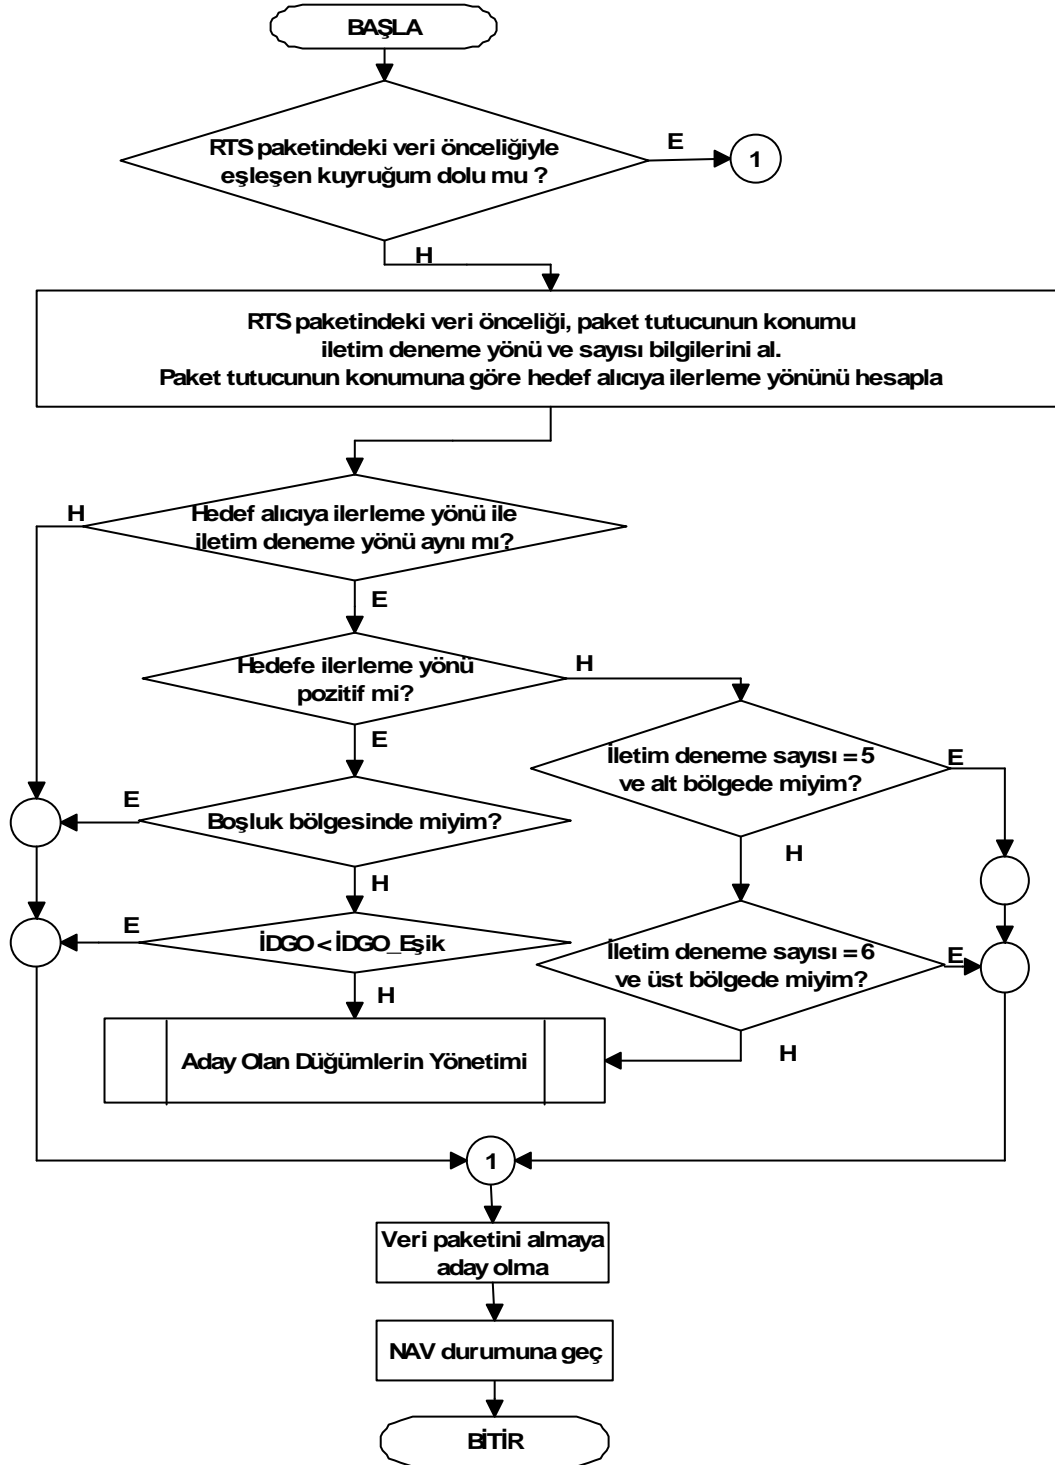 BAŞLA
RTS paketindeki veri önceliğiyle
eşleşen kuyruğum dolu mu ?
E
1
H
RTS paketindeki veri önceliği, paket tutucunun konumu
iletim deneme yönü ve sayısı bilgilerini al.
Paket tutucunun konumuna göre hedef alıcıya ilerleme yönünü hesapla
H
Hedef alıcıya ilerleme yönü ile
iletim deneme yönü aynı mı?
E
Hedefe ilerleme yönü
pozitif mi?
H
E
İletim deneme sayısı = 5
ve alt bölgede miyim?
E
E
Boşluk bölgesinde miyim?
H
H
E
İDGO < İDGO_Eşik
İletim deneme sayısı = 6
ve üst bölgede miyim?
E
H
H
Aday Olan Düğümlerin Yönetimi
1
Veri paketini almaya
aday olma
NAV durumuna geç
BİTİR